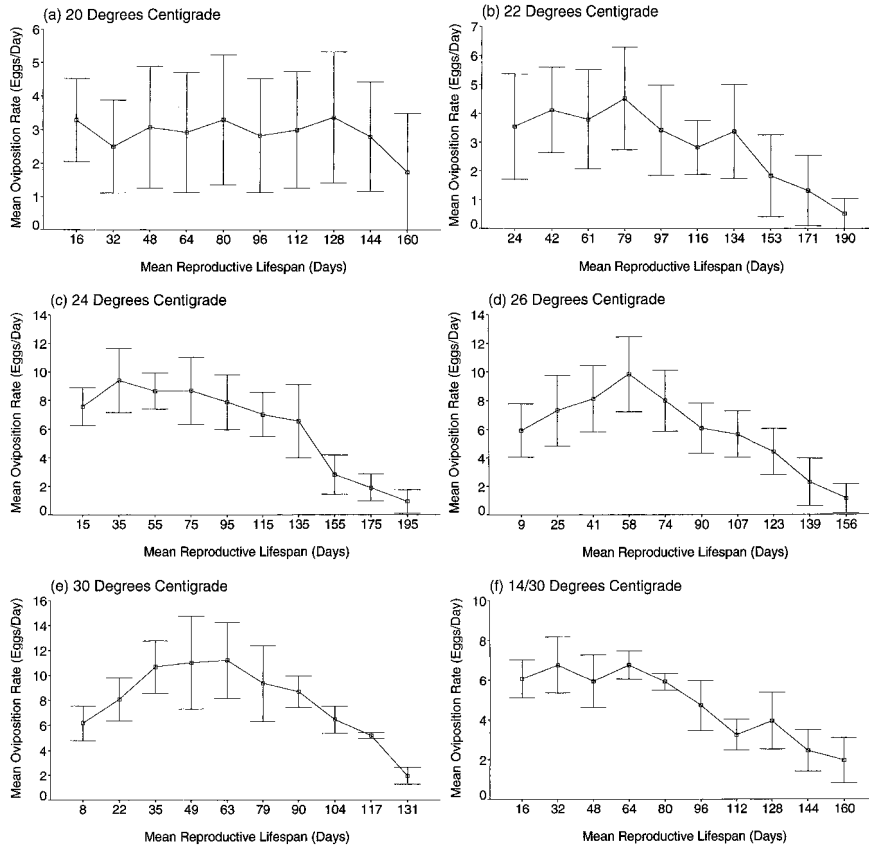 (a) 20 Degrees Centigrade
Mean Oviposition Rate (Eggs/Day)
6
5
4
3
2
1
0
16 32 48 64 80 96 112 128 144 160
Mean Reproductive Lifespan (Days)
(b) 22 Degrees Centigrade
Mean Oviposition Rate (Eggs/Day)
7
6
5
4
3
2
1
0
24 42 61 79 97 116 134 153 171 190
Mean Reproductive Lifespan (Days)
(c) 24 Degrees Centigrade
Mean Oviposition Rate (Eggs/Day)
14
12
10
8
6
4
2
0
15 35 55 75 95 115 135 155 175 195
Mean Reproductive Lifespan (Days)
(d) 26 Degrees Centigrade
Mean Oviposition Rate (Eggs/Day)
14
12
10
8
6
4
2
0
9 25 41 58 74 90 107 123 139 156
Mean Reproductive Lifespan (Days)
(e) 30 Degrees Centigrade
Mean Oviposition Rate (Eggs/Day)
16
14
12
10
8
6
4
2
0
8 22 35 49 63 79 90 104 117 131
Mean Reproductive Lifespan (Days)
(f) 14/30 Degrees Centigrade
Mean Oviposition Rate (Eggs/Day)
10
8
6
4
2
0
16 32 48 64 80 96 112 128 144 160
Mean Reproductive Lifespan (Days)